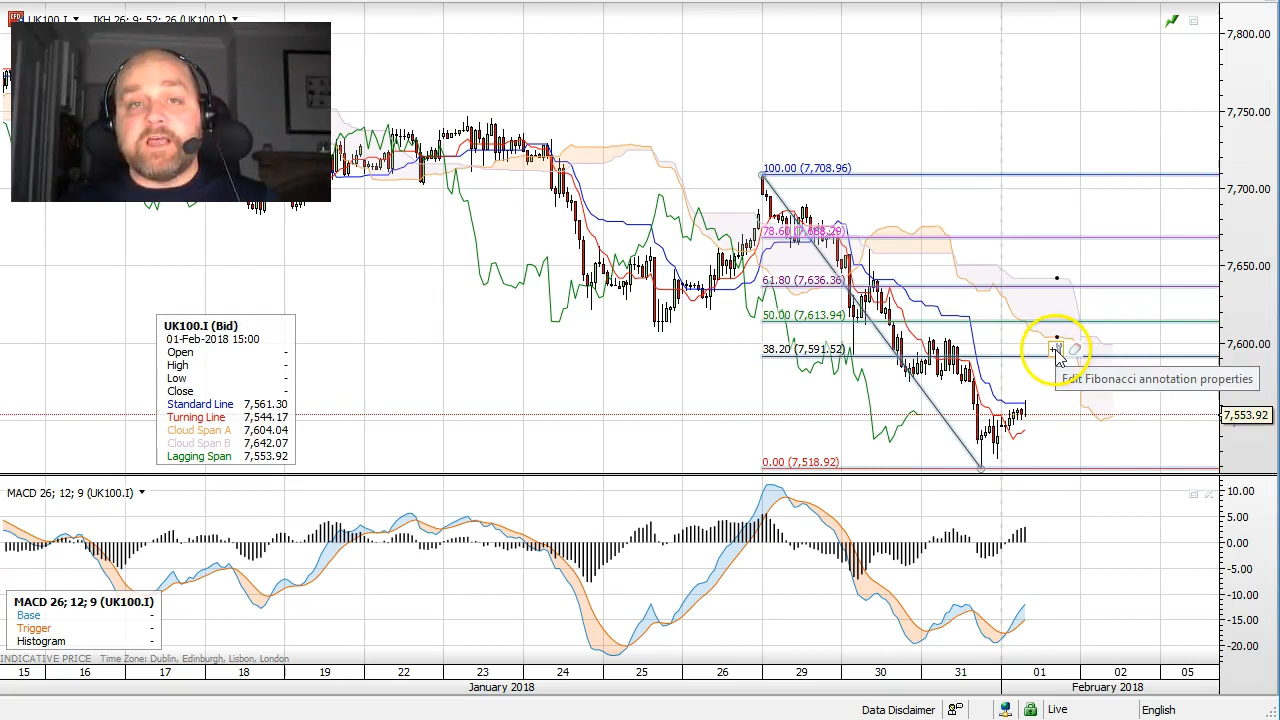 UK100.I IKH 26; 9; 52; 26 (UK100.I)
7,800.00
7,750.00
7,700.00
7,650.00
7,600.00
7,553.92
100.00 (7,708.96)
78.60 (7,668.29)
61.80 (7,636.36)
50.00 (7,613.94)
38.20 (7,591.52)
0.00 (7,518.92)
Edit Fibonacci annotation properties
UK100.I (Bid)
01-Feb-2018 15:00
Open -
High -
Low -
Close -
Standard Line 7,561.30
Turning Line 7,544.17
Cloud Span A 7,604.04
Cloud Span B 7,642.07
Lagging Span 7,553.92
MACD 26; 12; 9 (UK100.I)
10.00
5.00
0.00
-5.00
-10.00
-15.00
-20.00
MACD 26; 12; 9 (UK100.I)
Base -
Trigger -
Histogram -
INDICATIVE PRICE Time Zone: Dublin, Edinburgh, Lisbon, London
15 16 17 18 19 22 23 24 25 26 29 30 31 01 02 05
January 2018 February 2018
Data Disclaimer Live English